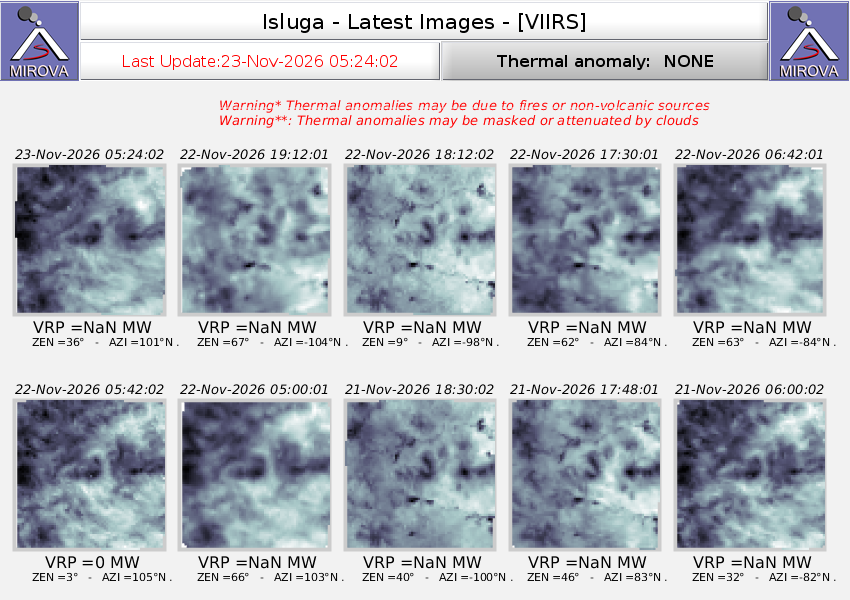 Isluga - Latest Images - [VIIRS]
MIROVA
Last Update:23-Nov-2026 05:24:02
Thermal anomaly: NONE
MIROVA
Warning* Thermal anomalies may be due to fires or non-volcanic sources
Warning**: Thermal anomalies may be masked or attenuated by clouds
23-Nov-2026 05:24:02 22-Nov-2026 19:12:01 22-Nov-2026 18:12:02 22-Nov-2026 17:30:01 22-Nov-2026 06:42:01
VRP =NaN MW VRP =NaN MW VRP =NaN MW VRP =NaN MW VRP =NaN MW
ZEN =36° - AZI =101°N . ZEN =67° - AZI =-104°N . ZEN =9° - AZI =-98°N . ZEN =62° - AZI =84°N . ZEN =63° - AZI =-84°N .
22-Nov-2026 05:42:02 22-Nov-2026 05:00:01 21-Nov-2026 18:30:02 21-Nov-2026 17:48:01 21-Nov-2026 06:00:02
VRP =0 MW VRP =NaN MW VRP =NaN MW VRP =NaN MW VRP =NaN MW
ZEN =3° - AZI =105°N . ZEN =66° - AZI =103°N . ZEN =40° - AZI =-100°N . ZEN =46° - AZI =83°N . ZEN =32° - AZI =-82°N .